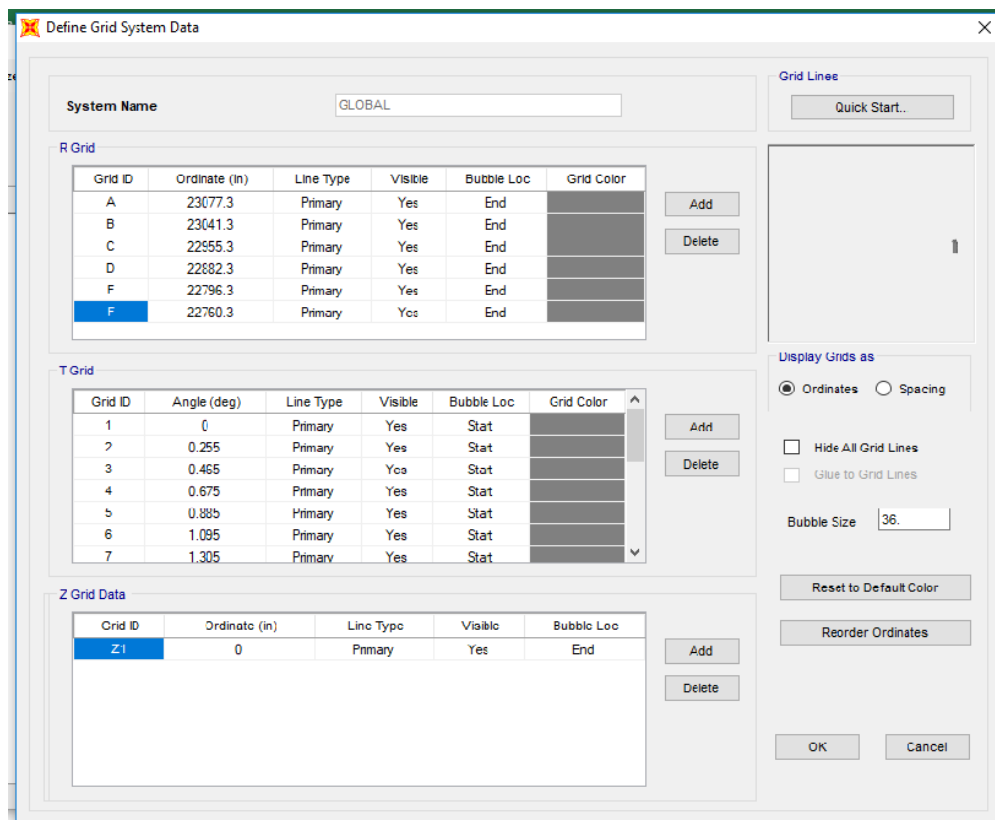 Define Grid System Data
Grid Lines
System Name GLOBAL Quick Start..
R Grid
Grid ID Ordinate (in) Line Type Visible Bubble Loc Grid Color
A 23077.3 Primary Yes End Add
B 23041.3 Primary Yes End
C 22955.3 Primary Yes End Delete
D 22882.3 Primary Yes End
F 22796.3 Primary Yes End
F 22760.3 Primary Yes End
Display Grids as
T Grid
Ordinates Spacing
Grid ID Angle (deg) Line Type Visible Bubble Loc Grid Color
1 0 Primary Yes Start Add
2 0.255 Primary Yes Start Hide All Grid Lines
3 0.465 Primary Yes Start Delete
Glue to Grid Lines
4 0.675 Primary Yes Start
5 0.885 Primary Yes Start Bubble Size 36.
6 1.095 Primary Yes Start
7 1.305 Primary Yes Start
Reset to Default Color
Z Grid Data
Grid ID Ordinate (in) Line Type Visible Bubble Loc
Reorder Ordinates
Z1 0 Primary Yes End Add
Delete
OK Cancel